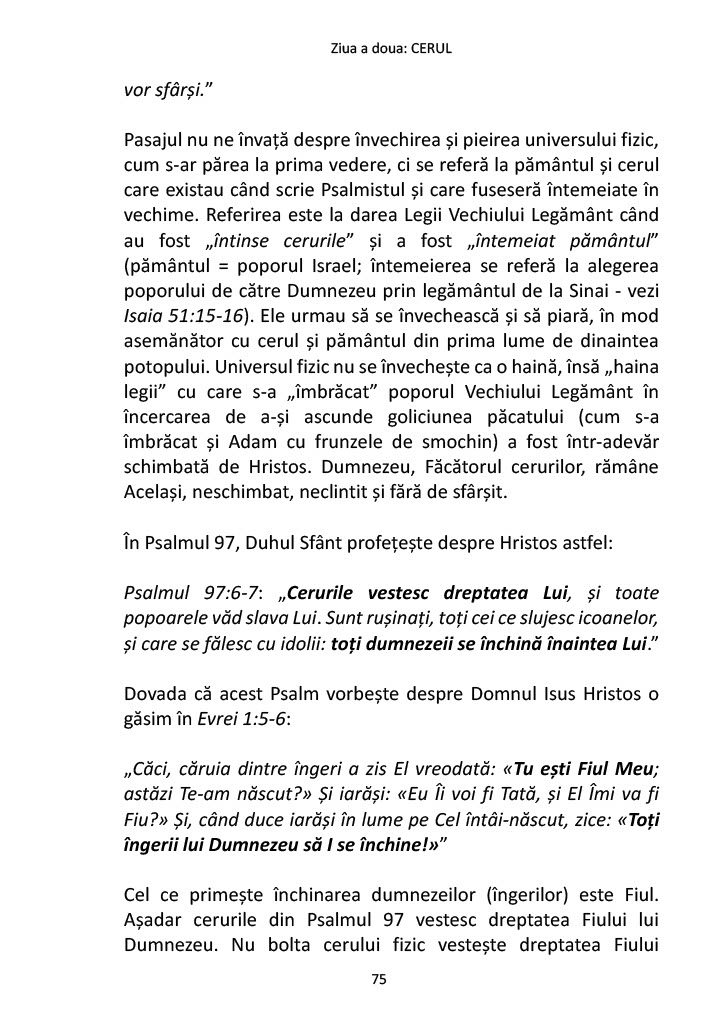 Ziua a doua: CERUL
vor sfârși.”
Pasajul nu ne învață despre învechirea și pieirea universului fizic,
cum s-ar părea la prima vedere, ci se referă la pământul și cerul
care existau când scrie Psalmistul și care fuseseră întemeiate în
vechime. Referirea este la darea Legii Vechiului Legământ când
au fost „întinse cerurile” și a fost „întemeiat pământul”
(pământul = poporul Israel; întemeierea se referă la alegerea
poporului de către Dumnezeu prin legământul de la Sinai - vezi
Isaia 51:15-16). Ele urmau să se învechească și să piară, în mod
asemănător cu cerul și pământul din prima lume de dinaintea
potopului. Universul fizic nu se învechește ca o haină, însă „haina
legii” cu care s-a „îmbrăcat” poporul Vechiului Legământ în
încercarea de a-și ascunde goliciunea păcatului (cum s-a
îmbrăcat și Adam cu frunzele de smochin) a fost într-adevăr
schimbată de Hristos. Dumnezeu, Făcătorul cerurilor, rămâne
Același, neschimbat, neclintit și fără de sfârșit.
În Psalmul 97, Duhul Sfânt profețește despre Hristos astfel:
Psalmul 97:6-7: „Cerurile vestesc dreptatea Lui, și toate
popoarele văd slava Lui. Sunt rușinați, toți cei ce slujesc icoanelor,
și care se fălesc cu idolii: toți dumnezeii se închină înaintea Lui.”
Dovada că acest Psalm vorbește despre Domnul Isus Hristos o
găsim în Evrei 1:5-6:
„Căci, căruia dintre îngeri a zis El vreodată: «Tu ești Fiul Meu;
astăzi Te-am născut?» Și iarăși: «Eu Îi voi fi Tată, și El Îmi va fi
Fiu?» Și, când duce iarăși în lume pe Cel întâi-născut, zice: «Toți
îngerii lui Dumnezeu să I se închine!»”
Cel ce primește închinarea dumnezeilor (îngerilor) este Fiul.
Așadar cerurile din Psalmul 97 vestesc dreptatea Fiului lui
Dumnezeu. Nu bolta cerului fizic vestește dreptatea Fiului
75